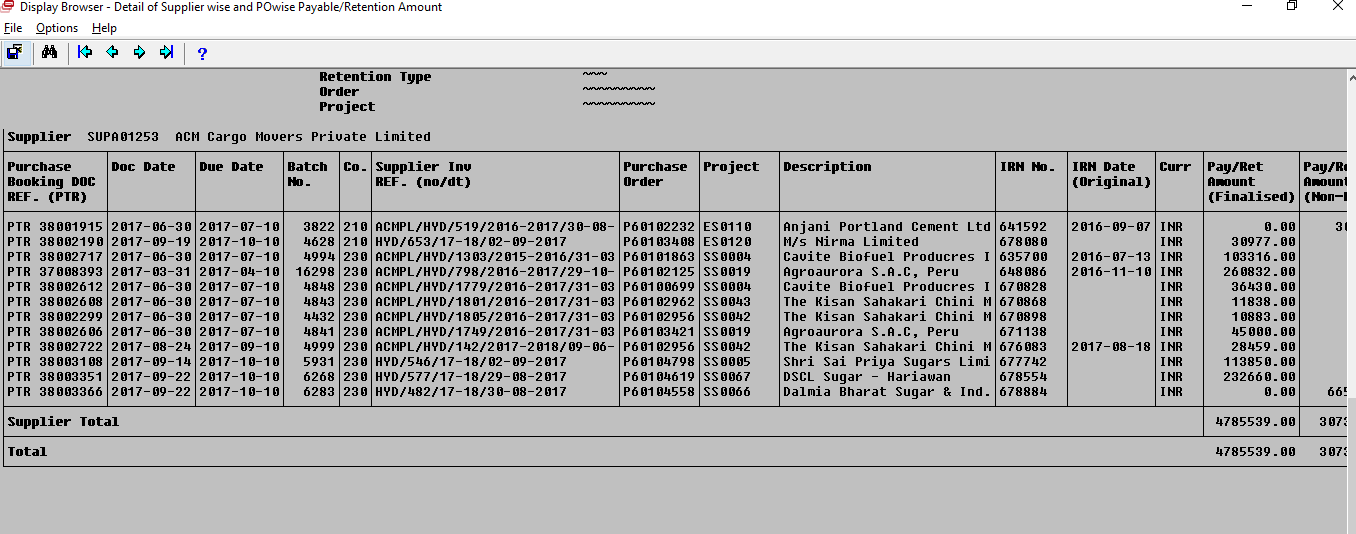 Display Browser - Detail of Supplier wise and POwise Payable/Retention Amount
File Options Help
?
Retention Type ~~~
Order ~~~~~~~~~
Project ~~~~~~~~~
Supplier SUPA01253 ACM Cargo Movers Private Limited
Purchase Doc Date Due Date Batch Co. Supplier Inv Purchase Project Description IRN No. IRN Date Curr Pay/Ret Pay/Re
Booking DOC No. REF. (no/dt) Order (Original) Amount Amoun
REF. (PTR) (Finalised) (Non-
PTR 38001915 2017-06-30 2017-07-10 3822 210 ACMPL/HYD/519/2016-2017/30-08- P60102232 ES0110 Anjani Portland Cement Ltd 641592 2016-09-07 INR 0.00 30
PTR 38002190 2017-09-19 2017-10-10 4628 210 HYD/653/17-18/02-09-2017 P60103408 ES0120 M/s Nirma Limited 678080 INR 30977.00
PTR 38002717 2017-06-30 2017-07-10 4994 230 ACMPL/HYD/1303/2015-2016/31-03 P60101863 SS0004 Cavite Biofuel Producres I 635700 2016-07-13 INR 103316.00
PTR 37008393 2017-03-31 2017-04-10 16298 230 ACMPL/HYD/798/2016-2017/29-10- P60102125 SS0019 Agroaurora S.A.C, Peru 648086 2016-11-10 INR 260832.00
PTR 38002612 2017-06-30 2017-07-10 4848 230 ACMPL/HYD/1779/2016-2017/31-03 P60100699 SS0004 Cavite Biofuel Producres I 670828 INR 36430.00
PTR 38002608 2017-06-30 2017-07-10 4843 230 ACMPL/HYD/1801/2016-2017/31-03 P60102962 SS0043 The Kisan Sahakari Chini M 670868 INR 11838.00
PTR 38002299 2017-06-30 2017-07-10 4432 230 ACMPL/HYD/1805/2016-2017/31-03 P60102956 SS0042 The Kisan Sahakari Chini M 670898 INR 10883.00
PTR 38002606 2017-06-30 2017-07-10 4841 230 ACMPL/HYD/1749/2016-2017/31-03 P60103421 SS0019 Agroaurora S.A.C, Peru 671138 INR 45000.00
PTR 38002722 2017-08-24 2017-09-10 4999 230 ACMPL/HYD/142/2017-2018/09-06- P60102956 SS0042 The Kisan Sahakari Chini M 676083 2017-08-18 INR 28459.00
PTR 38003108 2017-09-14 2017-10-10 5931 230 HYD/546/17-18/02-09-2017 P60104798 SS0005 Shri Sai Priya Sugars Limi 677742 INR 113850.00
PTR 38003351 2017-09-22 2017-10-10 6268 230 HYD/577/17-18/29-08-2017 P60104619 SS0067 DSCL Sugar - Hariawan 678554 INR 232660.00
PTR 38003366 2017-09-22 2017-10-10 6283 230 HYD/482/17-18/30-08-2017 P60104558 SS0066 Dalmia Bharat Sugar & Ind. 678884 INR 0.00 665
Supplier Total 4785539.00 3073
Total 4785539.00 3073